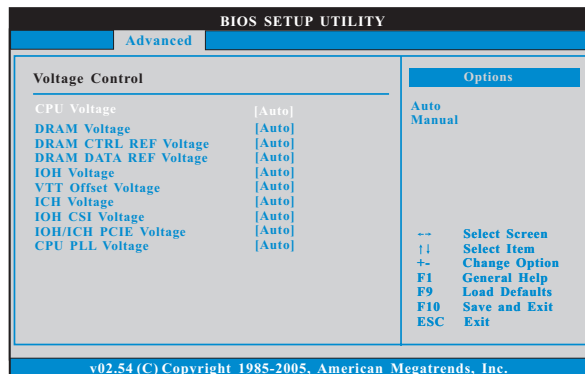 BIOS SETUP UTILITY
Advanced
Voltage Control
CPU Voltage [Auto]
DRAM Voltage [Auto]
DRAM CTRL REF Voltage [Auto]
DRAM DATA REF Voltage [Auto]
IOH Voltage [Auto]
VTT Offset Voltage [Auto]
ICH Voltage [Auto]
IOH CSI Voltage [Auto]
IOH/ICH PCIE Voltage [Auto]
CPU PLL Voltage [Auto]
Options
Auto
Manual
←→ Select Screen
↑↓ Select Item
+- Change Option
F1 General Help
F9 Load Defaults
F10 Save and Exit
ESC Exit
v02.54 (C) Copyright 1985-2005, American Megatrends, Inc.